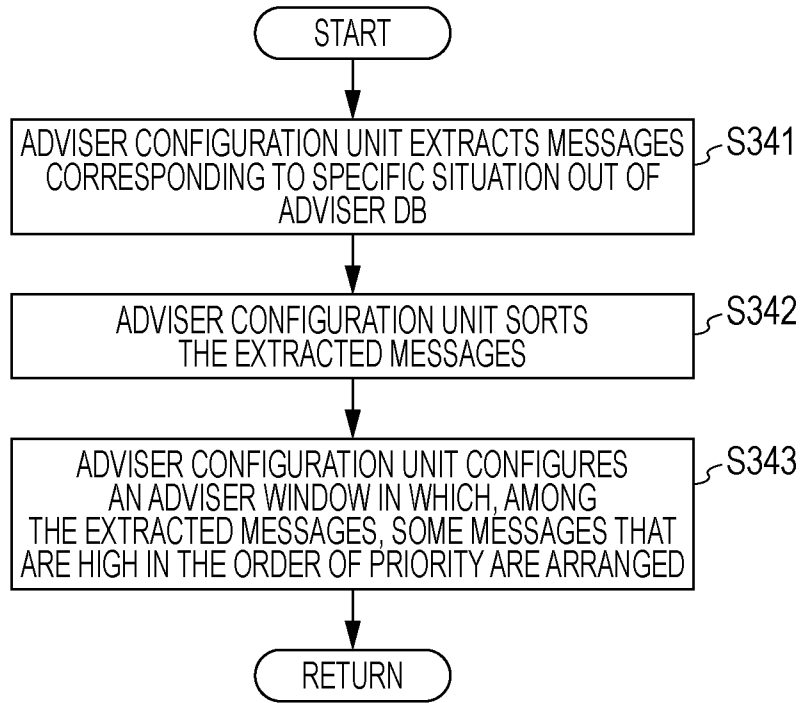 START
ADVISER CONFIGURATION UNIT EXTRACTS MESSAGES
CORRESPONDING TO SPECIFIC SITUATION OUT OF
ADVISER DB
S341
ADVISER CONFIGURATION UNIT SORTS
THE EXTRACTED MESSAGES
S342
ADVISER CONFIGURATION UNIT CONFIGURES
AN ADVISER WINDOW IN WHICH, AMONG
THE EXTRACTED MESSAGES, SOME MESSAGES THAT
ARE HIGH IN THE ORDER OF PRIORITY ARE ARRANGED
S343
RETURN